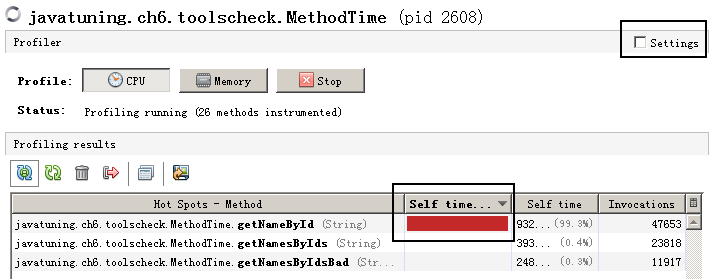 javatuning.ch6.toolscheck.MethodTime (pid 2608)
Profiler
Settings
Profile: CPU Memory Stop
Status: Profiling running (26 methods instrumented)
Profiling results
Hot Spots - Method Self time... Self time Invocations
javatuning.ch6.toolscheck.MethodTime.getNameById (String) 932... (99.3%) 47653
javatuning.ch6.toolscheck.MethodTime.getNamesByIds (String) 393... (0.4%) 23818
javatuning.ch6.toolscheck.MethodTime.getNamesByIdsBad (Str... 248... (0.3%) 11917